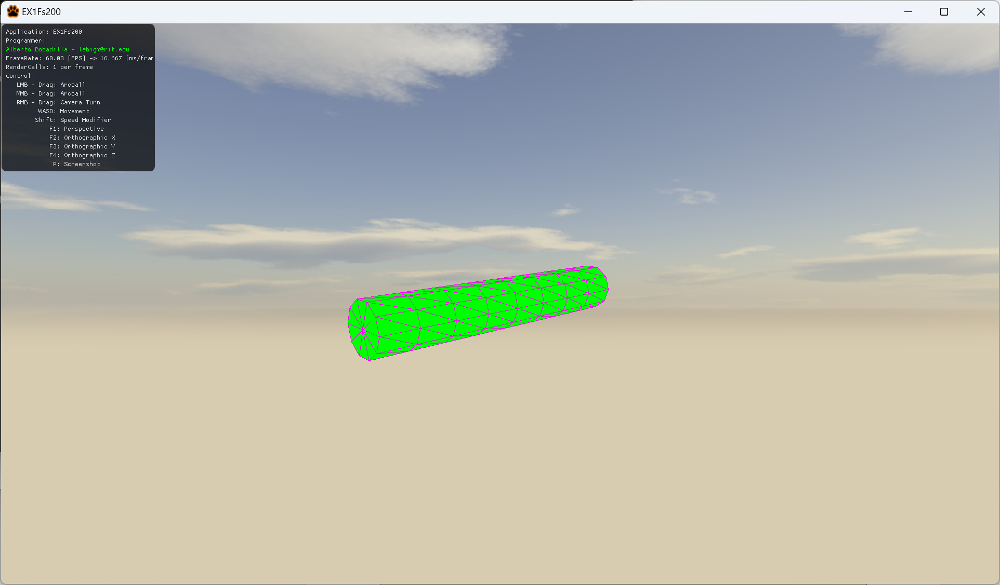 EX1Fs200
Application: EX1Fs200
Programmer:
Alberto Bobadilla - labigm@rit.edu
FrameRate: 60.00 [FPS] -> 16.667 [ms/frar
RenderCalls: 1 per frame
Control:
LMB + Drag: Arcball
MMB + Drag: Arcball
RMB + Drag: Camera Turn
WASD: Movement
Shift: Speed Modifier
F1: Perspective
F2: Orthographic X
F3: Orthographic Y
F4: Orthographic Z
P: Screenshot